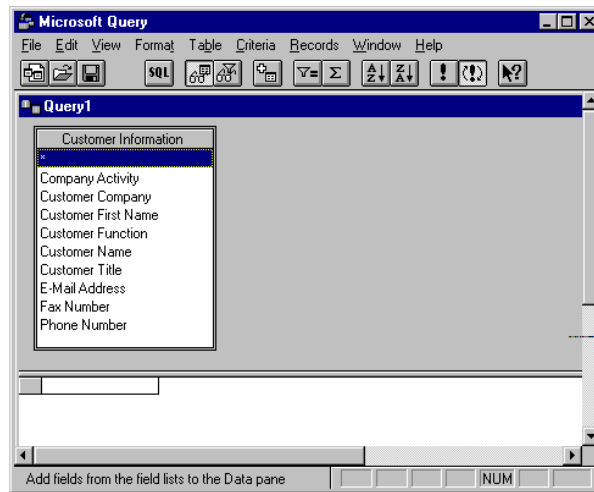 Microsoft Query
File Edit View Format Table Criteria Records Window Help
SQL
Query1
Customer Information
*
Company Activity
Customer Company
Customer First Name
Customer Function
Customer Name
Customer Title
E-Mail Address
Fax Number
Phone Number
Add fields from the field lists to the Data pane NUM